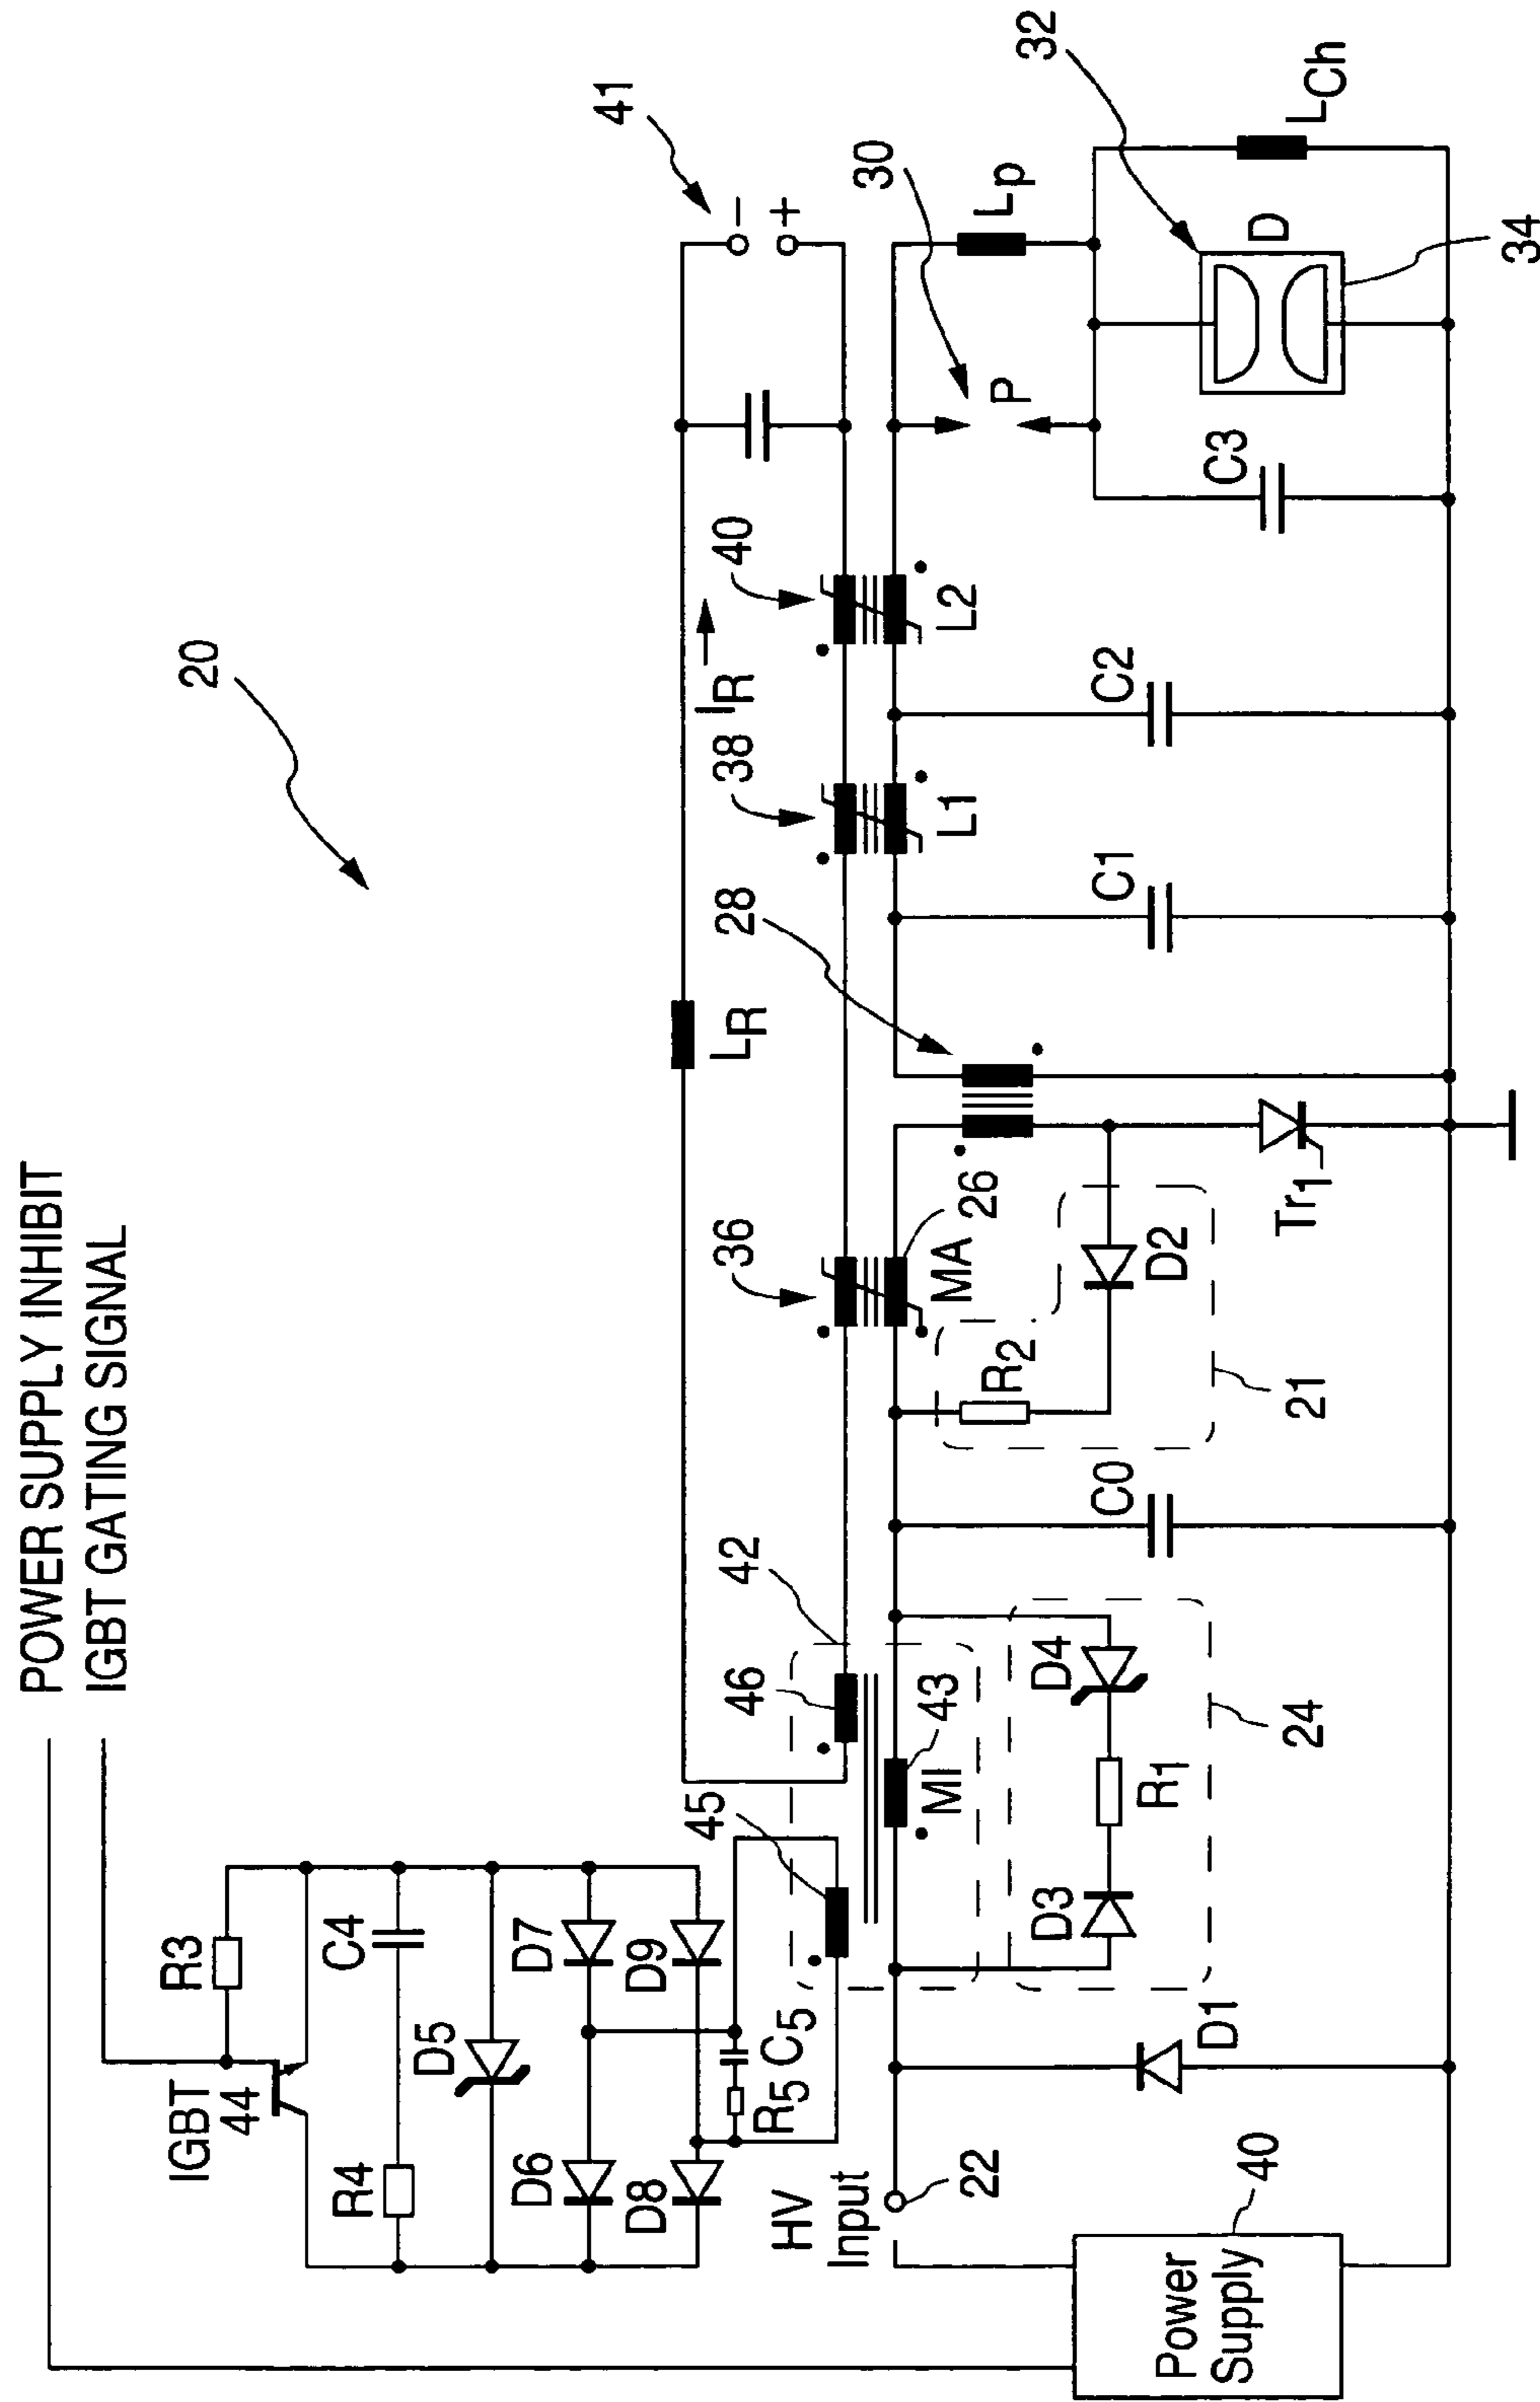 POWER SUPPLY INHIBIT
IGBT GATING SIGNAL
20
IGBT
44
R3
R4
C4
D5
D6
D7
D8
D9
R5 C5
45
46
42
36
LR
28
38
IR
40
41
−
+
HV
Input
22
MI
43
MA
26
L1
L2
30
P
Lp
32
D
LCh
34
D1
D3
R1
D4
24
C0
R2
D2
21
Tr1
C1
C2
C3
Power
Supply
40